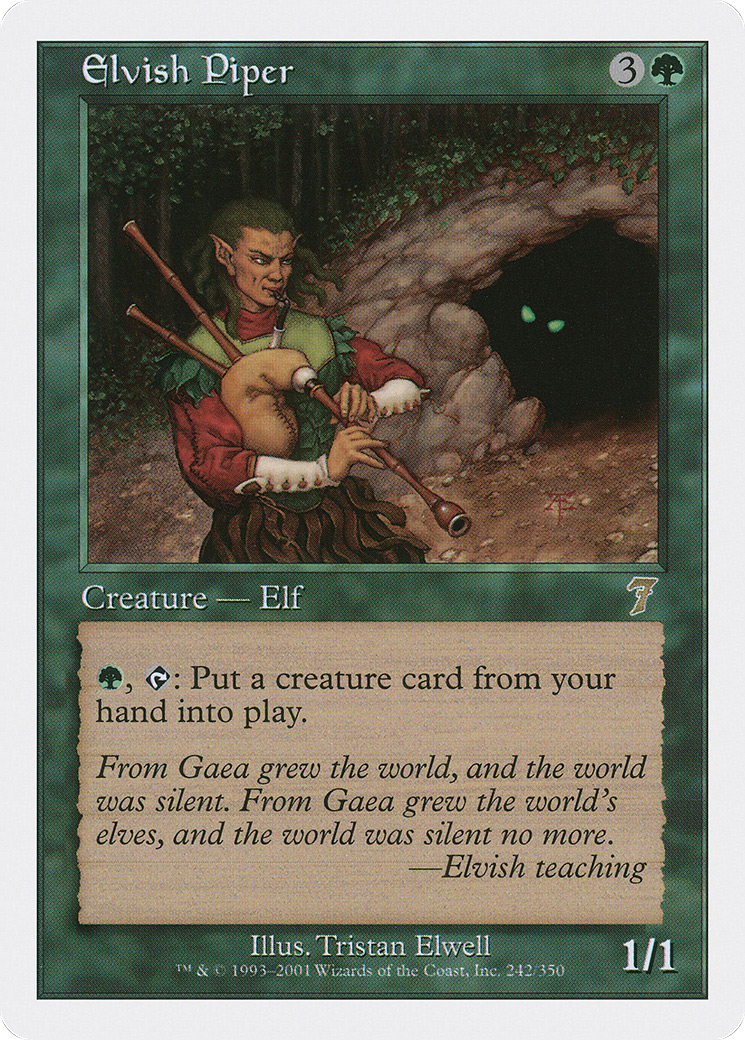 Elvish Piper 3
Creature — Elf 7
, : Put a creature card from your
hand into play.
From Gaea grew the world, and the world
was silent. From Gaea grew the world's
elves, and the world was silent no more.
—Elvish teaching
Illus. Tristan Elwell
™ & © 1993–2001 Wizards of the Coast, Inc. 242/350
1/1